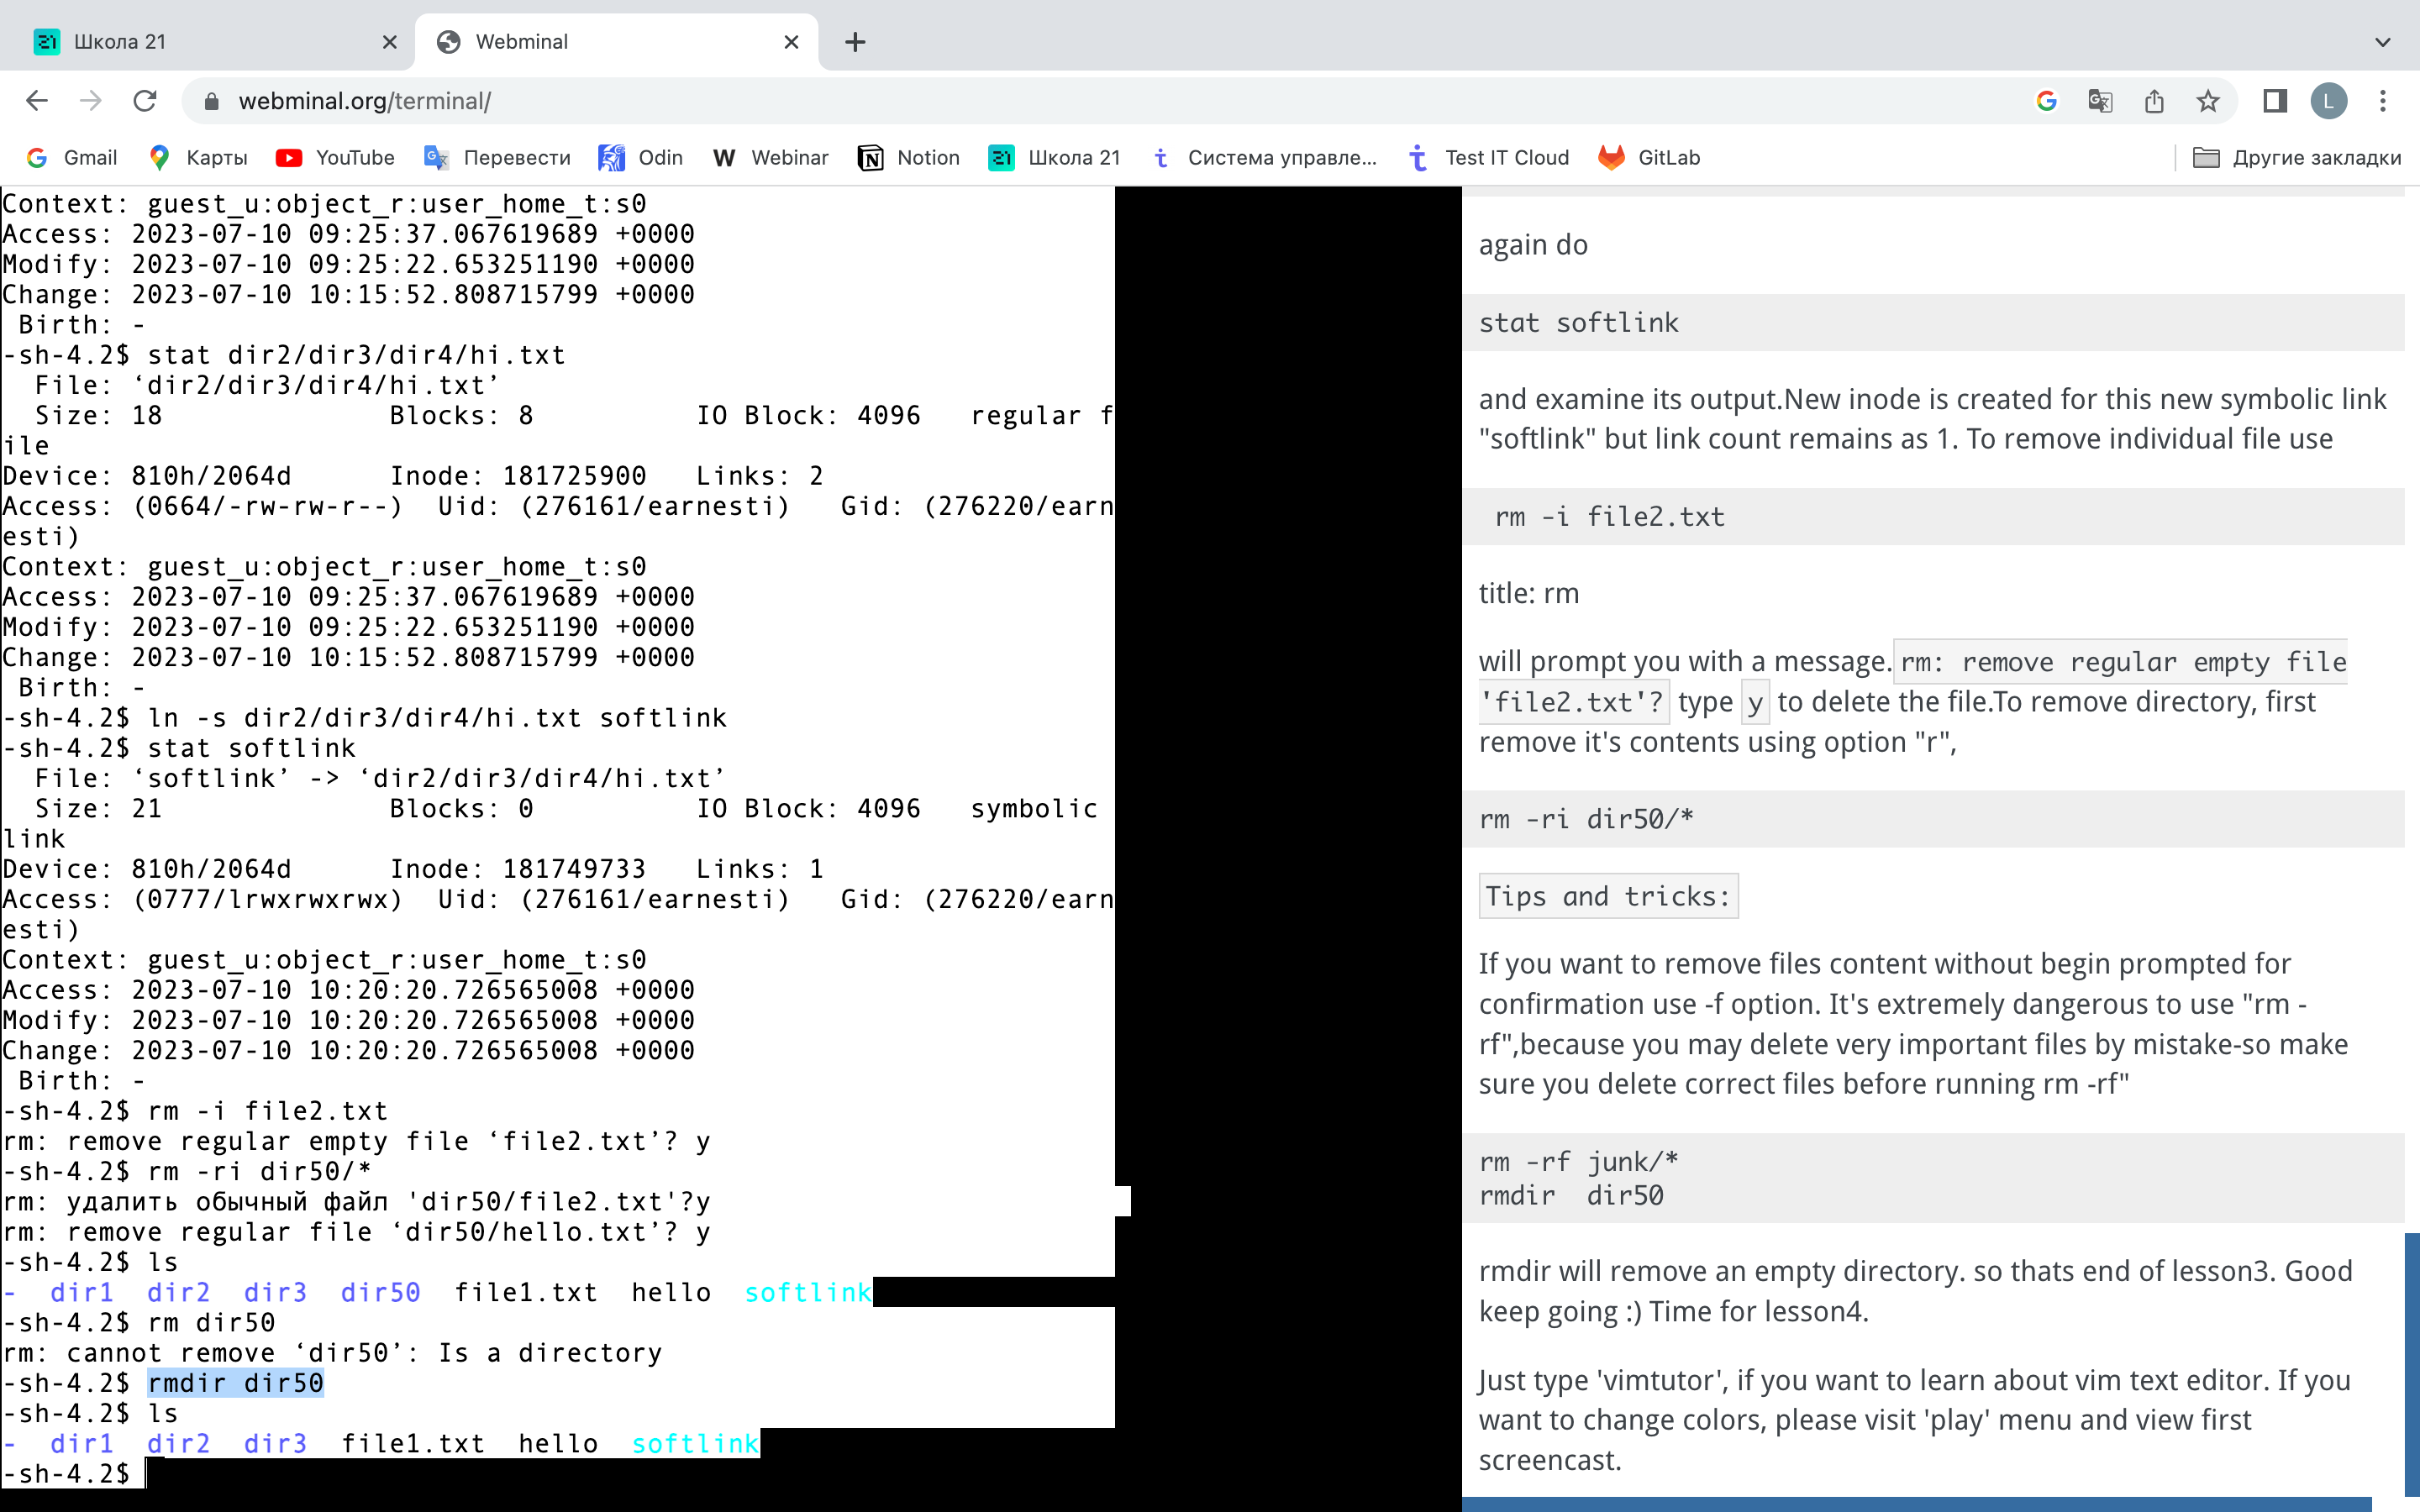 Школа 21
Webminal
webminal.org/terminal/
L
Gmail
Карты
YouTube
Перевести
Odin
Webinar
Notion
Школа 21
Система управле...
Test IT Cloud
GitLab
Другие закладки
Context: guest_u:object_r:user_home_t:s0
Access: 2023-07-10 09:25:37.067619689 +0000
Modify: 2023-07-10 09:25:22.653251190 +0000
Change: 2023-07-10 10:15:52.808715799 +0000
 Birth: -
-sh-4.2$ stat dir2/dir3/dir4/hi.txt
  File: ‘dir2/dir3/dir4/hi.txt’
  Size: 18              Blocks: 8          IO Block: 4096   regular f
ile
Device: 810h/2064d      Inode: 181725900   Links: 2
Access: (0664/-rw-rw-r--)  Uid: (276161/earnesti)   Gid: (276220/earn
esti)
Context: guest_u:object_r:user_home_t:s0
Access: 2023-07-10 09:25:37.067619689 +0000
Modify: 2023-07-10 09:25:22.653251190 +0000
Change: 2023-07-10 10:15:52.808715799 +0000
 Birth: -
-sh-4.2$ ln -s dir2/dir3/dir4/hi.txt softlink
-sh-4.2$ stat softlink
  File: ‘softlink’ -> ‘dir2/dir3/dir4/hi.txt’
  Size: 21              Blocks: 0          IO Block: 4096   symbolic
link
Device: 810h/2064d      Inode: 181749733   Links: 1
Access: (0777/lrwxrwxrwx)  Uid: (276161/earnesti)   Gid: (276220/earn
esti)
Context: guest_u:object_r:user_home_t:s0
Access: 2023-07-10 10:20:20.726565008 +0000
Modify: 2023-07-10 10:20:20.726565008 +0000
Change: 2023-07-10 10:20:20.726565008 +0000
 Birth: -
-sh-4.2$ rm -i file2.txt
rm: remove regular empty file ‘file2.txt’? y
-sh-4.2$ rm -ri dir50/*
rm: удалить обычный файл 'dir50/file2.txt'?y
rm: remove regular file ‘dir50/hello.txt’? y
-sh-4.2$ ls
-  dir1  dir2  dir3  dir50  file1.txt  hello  softlink
-sh-4.2$ rm dir50
rm: cannot remove ‘dir50’: Is a directory
-sh-4.2$ rmdir dir50
-sh-4.2$ ls
-  dir1  dir2  dir3  file1.txt  hello  softlink
-sh-4.2$
again do
stat softlink
and examine its output.New inode is created for this new symbolic link
"softlink" but link count remains as 1. To remove individual file use
rm -i file2.txt
title: rm
will prompt you with a message. rm: remove regular empty file
'file2.txt'? type y to delete the file.To remove directory, first
remove it's contents using option "r",
rm -ri dir50/*
Tips and tricks:
If you want to remove files content without begin prompted for
confirmation use -f option. It's extremely dangerous to use "rm -
rf",because you may delete very important files by mistake-so make
sure you delete correct files before running rm -rf"
rm -rf junk/*
rmdir  dir50
rmdir will remove an empty directory. so thats end of lesson3. Good
keep going :) Time for lesson4.
Just type 'vimtutor', if you want to learn about vim text editor. If you
want to change colors, please visit 'play' menu and view first
screencast.